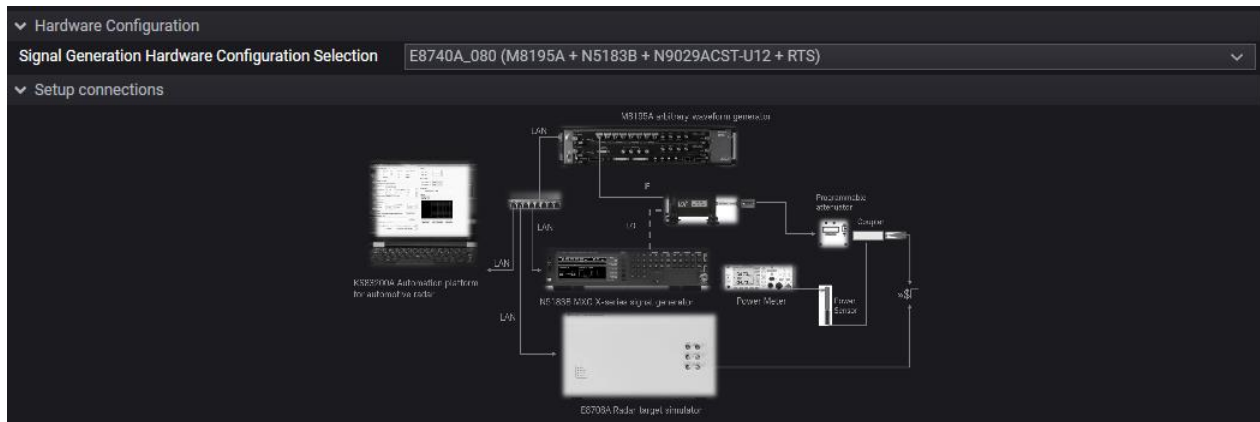 Hardware Configuration
Signal Generation Hardware Configuration Selection
E8740A_080 (M8195A + N5183B + N9029ACST-U12 + RTS)
Setup connections
M8195A arbitrary waveform generator
LAN
IF
Programmable
attenuator
Coupler
LAN
LO
LAN
KS83200A Automation platform
for automotive radar
N5183B MXG X-series signal generator
Power Meter
Power
Sensor
LAN
E8708A Radar target simulator